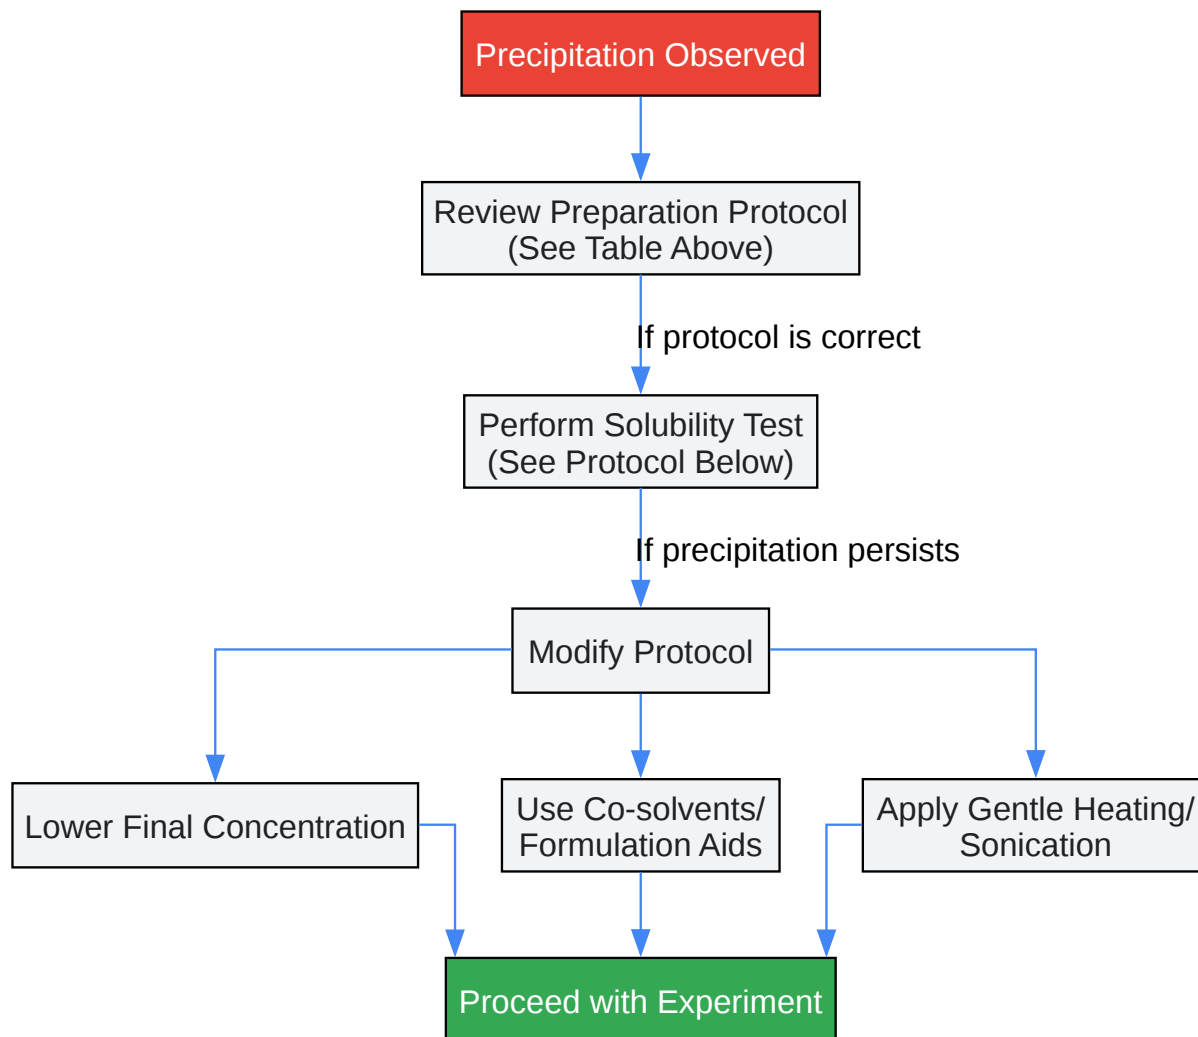 Precipitation Observed
Review Preparation Protocol
(See Table Above)
If protocol is correct
Perform Solubility Test
(See Protocol Below)
If precipitation persists
Modify Protocol
Lower Final Concentration
Use Co-solvents/
Formulation Aids
Apply Gentle Heating/
Sonication
Proceed with Experiment